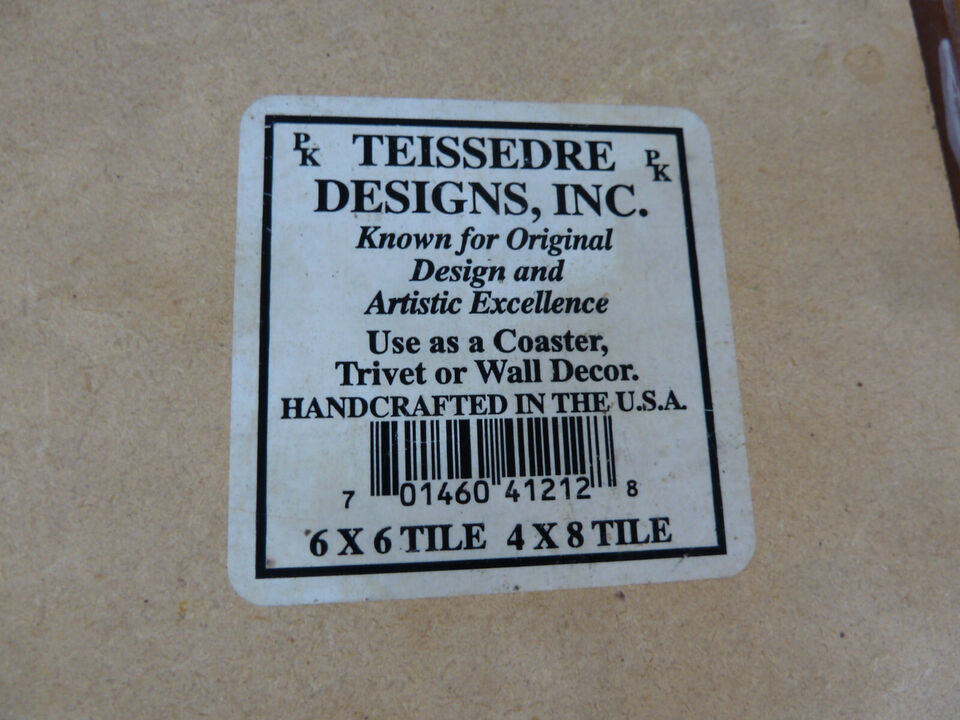 PK TEISSEDRE PK
DESIGNS, INC.
Known for Original
Design and
Artistic Excellence
Use as a Coaster,
Trivet or Wall Decor.
HANDCRAFTED IN THE U.S.A.
7 01460 41212 8
6 X 6 TILE 4 X 8 TILE